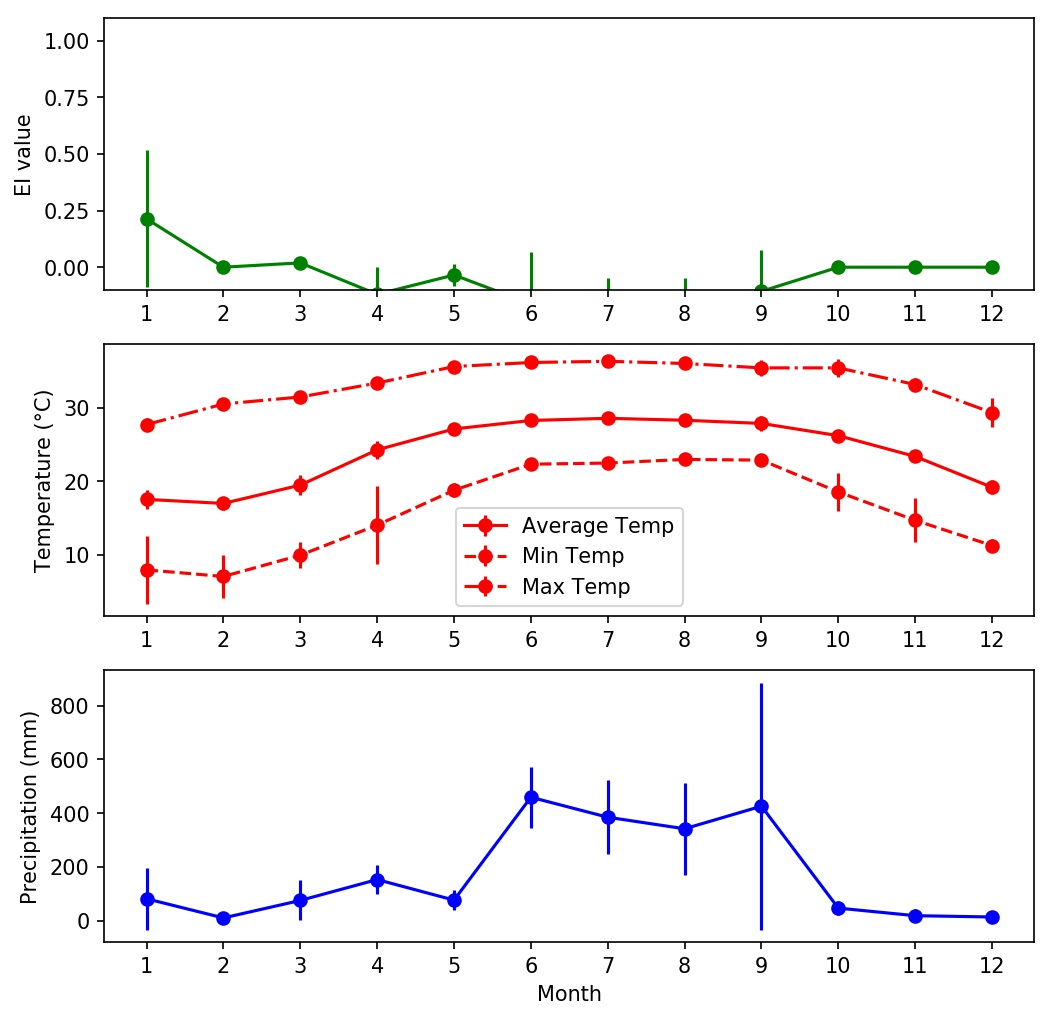 1.00
0.75
0.50
0.25
0.00
EI value
1 2 3 4 5 6 7 8 9 10 11 12
30
20
10
Temperature (°C)
Average Temp
Min Temp
Max Temp
1 2 3 4 5 6 7 8 9 10 11 12
800
600
400
200
0
Precipitation (mm)
1 2 3 4 5 6 7 8 9 10 11 12
Month